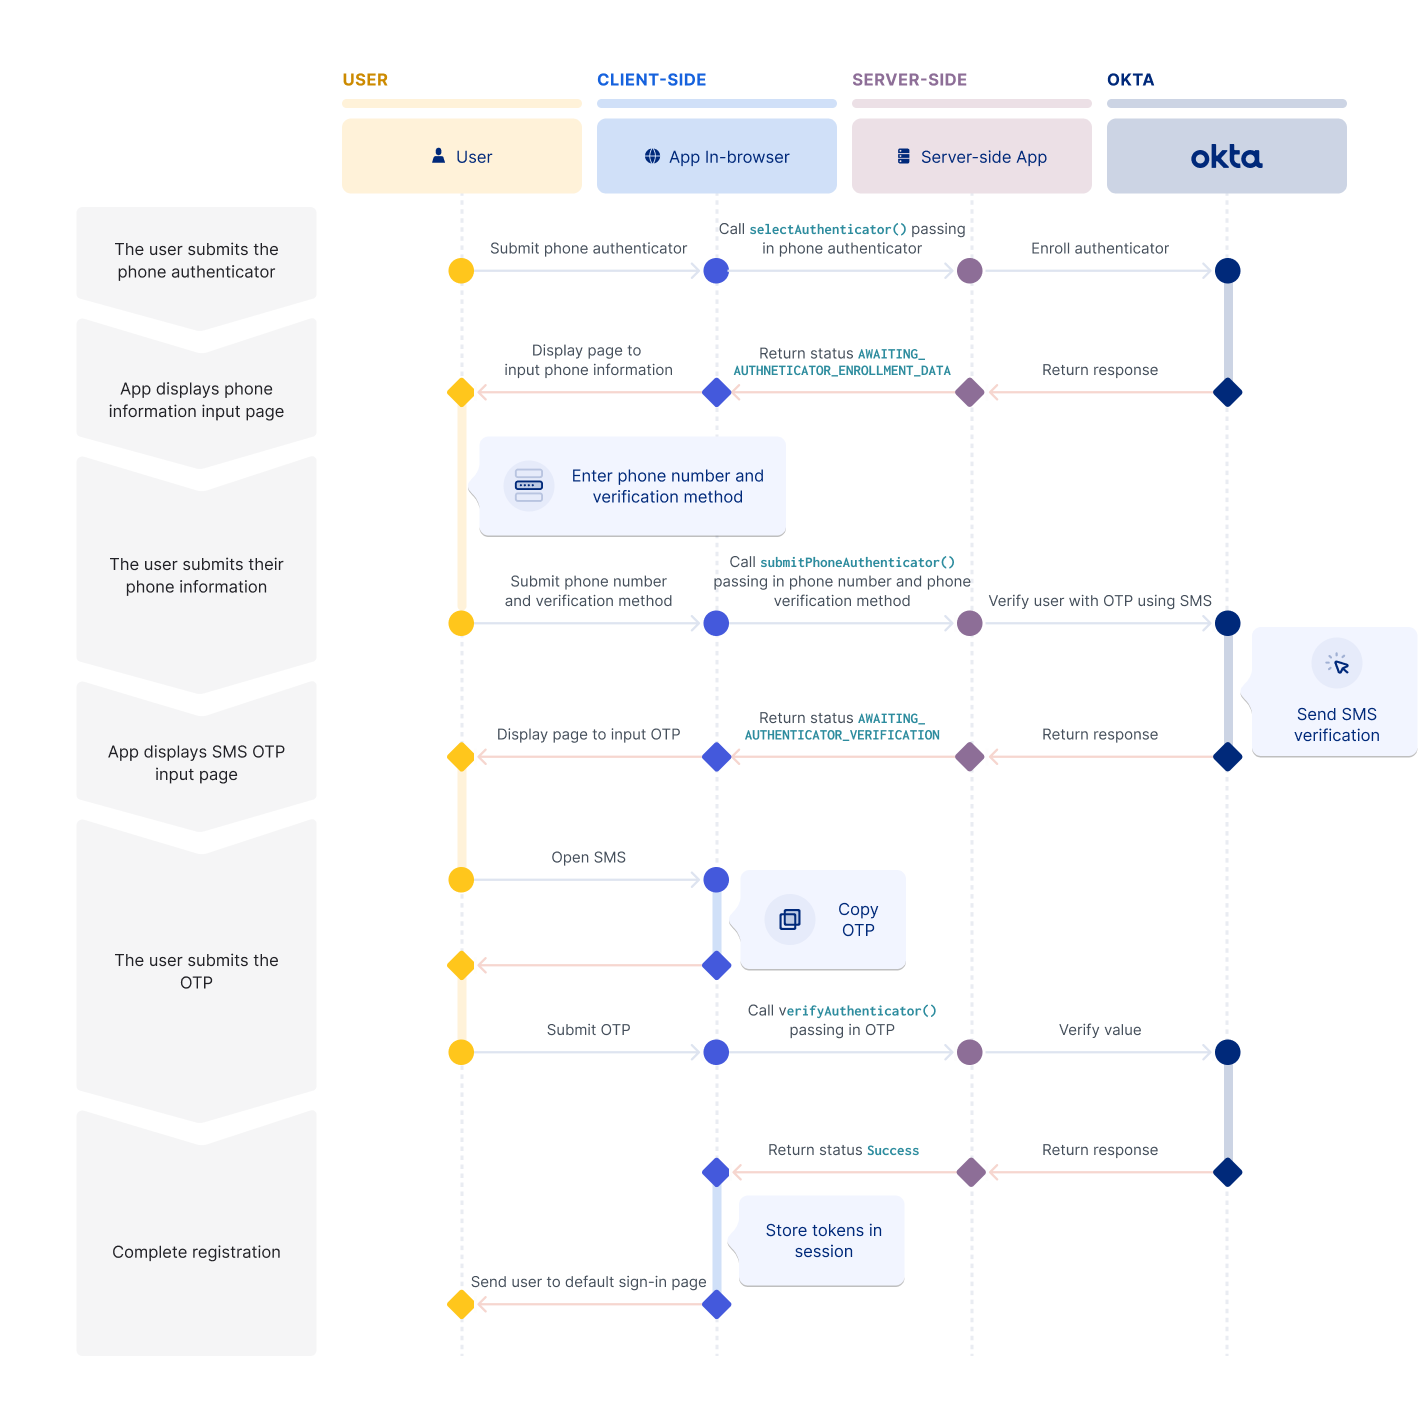 USER
CLIENT-SIDE
SERVER-SIDE
OKTA
User
App In-browser
Server-side App
okta
The user submits the
phone authenticator
Submit phone authenticator
Call selectAuthenticator() passing
in phone authenticator
Enroll authenticator
App displays phone
information input page
Display page to
input phone information
Return status AWAITING_
AUTHNETICATOR_ENROLLMENT_DATA
Return response
Enter phone number and
verification method
The user submits their
phone information
Submit phone number
and verification method
Call submitPhoneAuthenticator()
passing in phone number and phone
verification method
Verify user with OTP using SMS
Send SMS
verification
App displays SMS OTP
input page
Display page to input OTP
Return status AWAITING_
AUTHENTICATOR_VERIFICATION
Return response
The user submits the
OTP
Open SMS
Copy
OTP
Submit OTP
Call verifyAuthenticator()
passing in OTP
Verify value
Complete registration
Return status Success
Return response
Store tokens in
session
Send user to default sign-in page